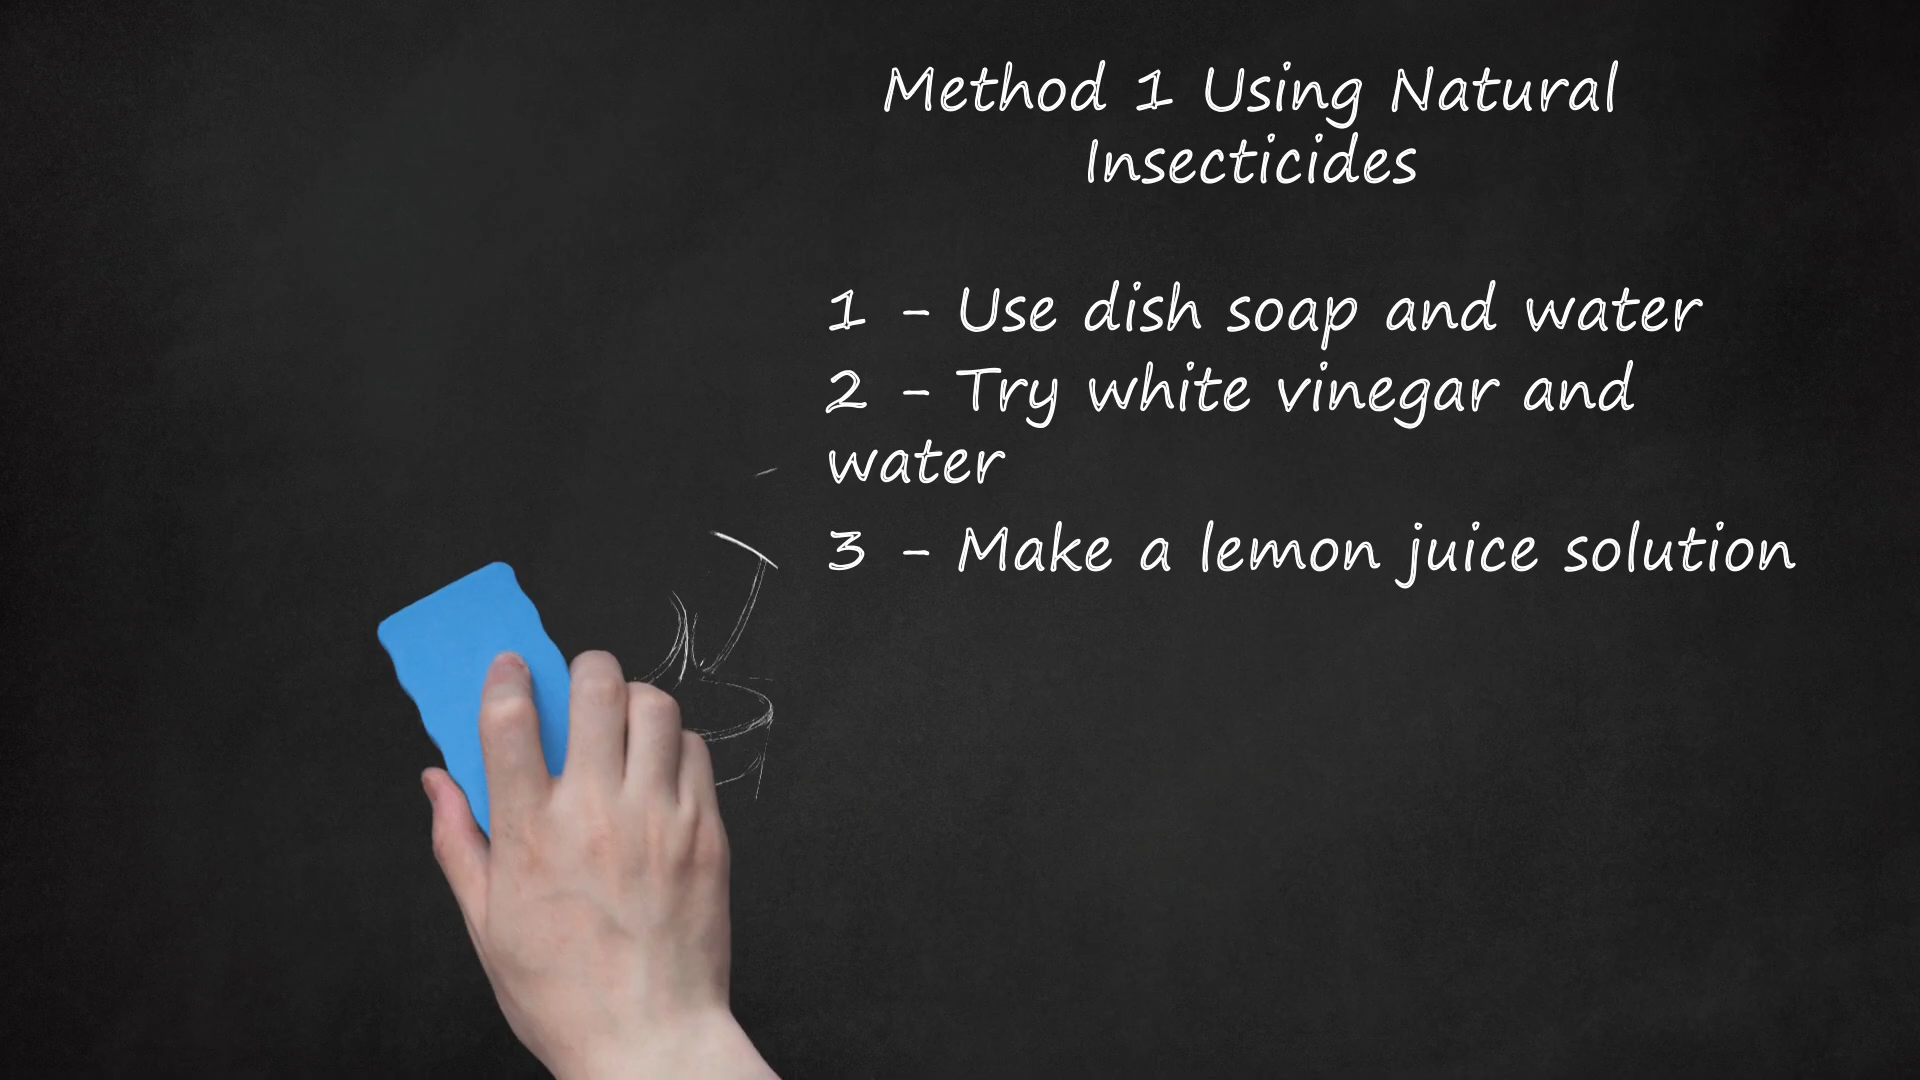 Method 1 Using Natural
Insecticides
1 - Use dish soap and water
2 - Try white vinegar and
water
3 - Make a lemon juice solution